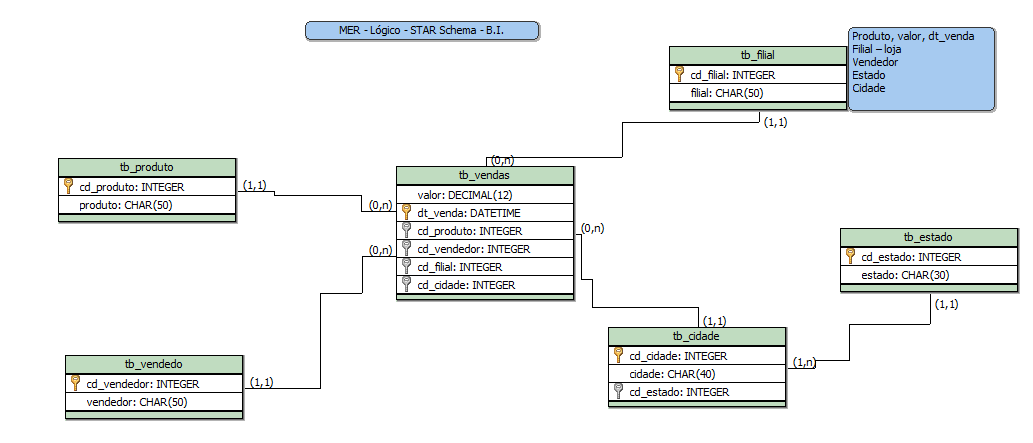 MER - Lógico - STAR Schema - B.I.
tb_filial
cd_filial: INTEGER
filial: CHAR(50)
Produto, valor, dt_venda
Filial – loja
Vendedor
Estado
Cidade
(1,1)
(0,n)
tb_produto
cd_produto: INTEGER
produto: CHAR(50)
(1,1)
(0,n)
tb_vendas
valor: DECIMAL(12)
dt_venda: DATETIME
cd_produto: INTEGER
cd_vendedor: INTEGER
cd_filial: INTEGER
cd_cidade: INTEGER
(0,n)
(0,n)
tb_estado
cd_estado: INTEGER
estado: CHAR(30)
(1,1)
(1,1)
tb_cidade
cd_cidade: INTEGER
cidade: CHAR(40)
cd_estado: INTEGER
(1,n)
tb_vendedo
cd_vendedor: INTEGER
vendedor: CHAR(50)
(1,1)